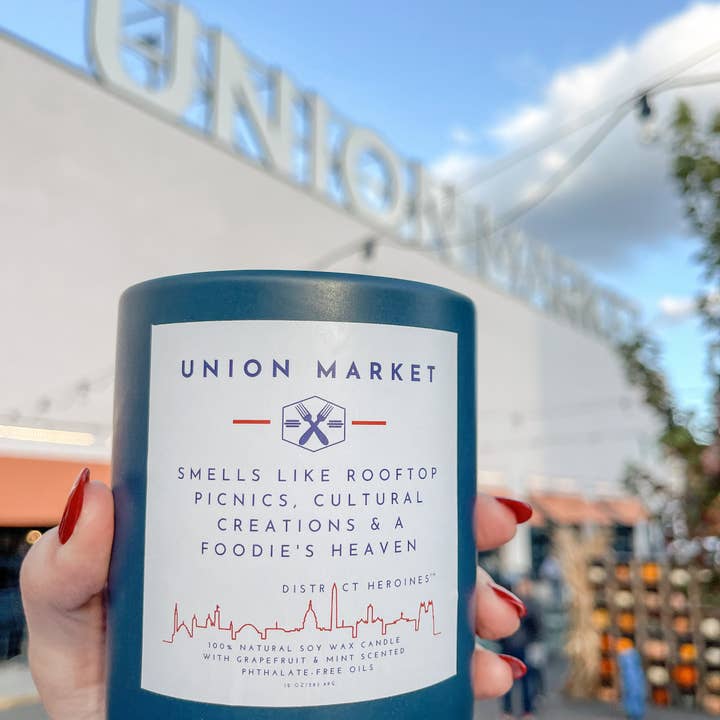 UNION MARKET
UNION MARKET
SMELLS LIKE ROOFTOP
PICNICS, CULTURAL
CREATIONS & A
FOODIE'S HEAVEN
DISTRICT HEROINES™
100% NATURAL SOY WAX CANDLE
WITH GRAPEFRUIT & MINT SCENTED
PHTHALATE-FREE OILS